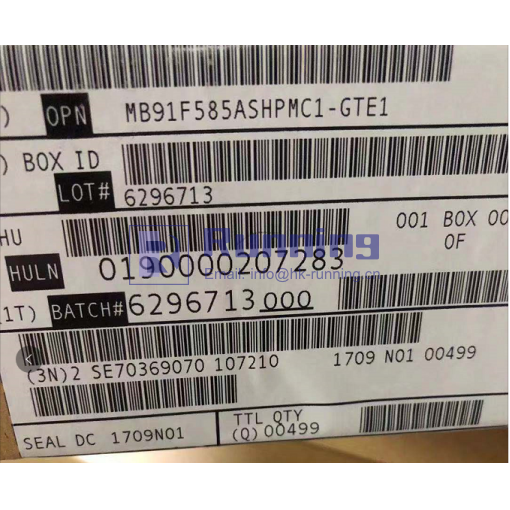 ) OPN MB91F585ASHPMC1-GTE1
) BOX ID
LOT# 6296713
HU 001 BOX 00
OF
Running
HULN 0190000207283
Email: info@hk-running.cn
1T) BATCH# 6296713000
(3N)2 SE70369070 107210 1709 N01 00499
SEAL DC 1709N01
TTL QTY
(Q) 00499